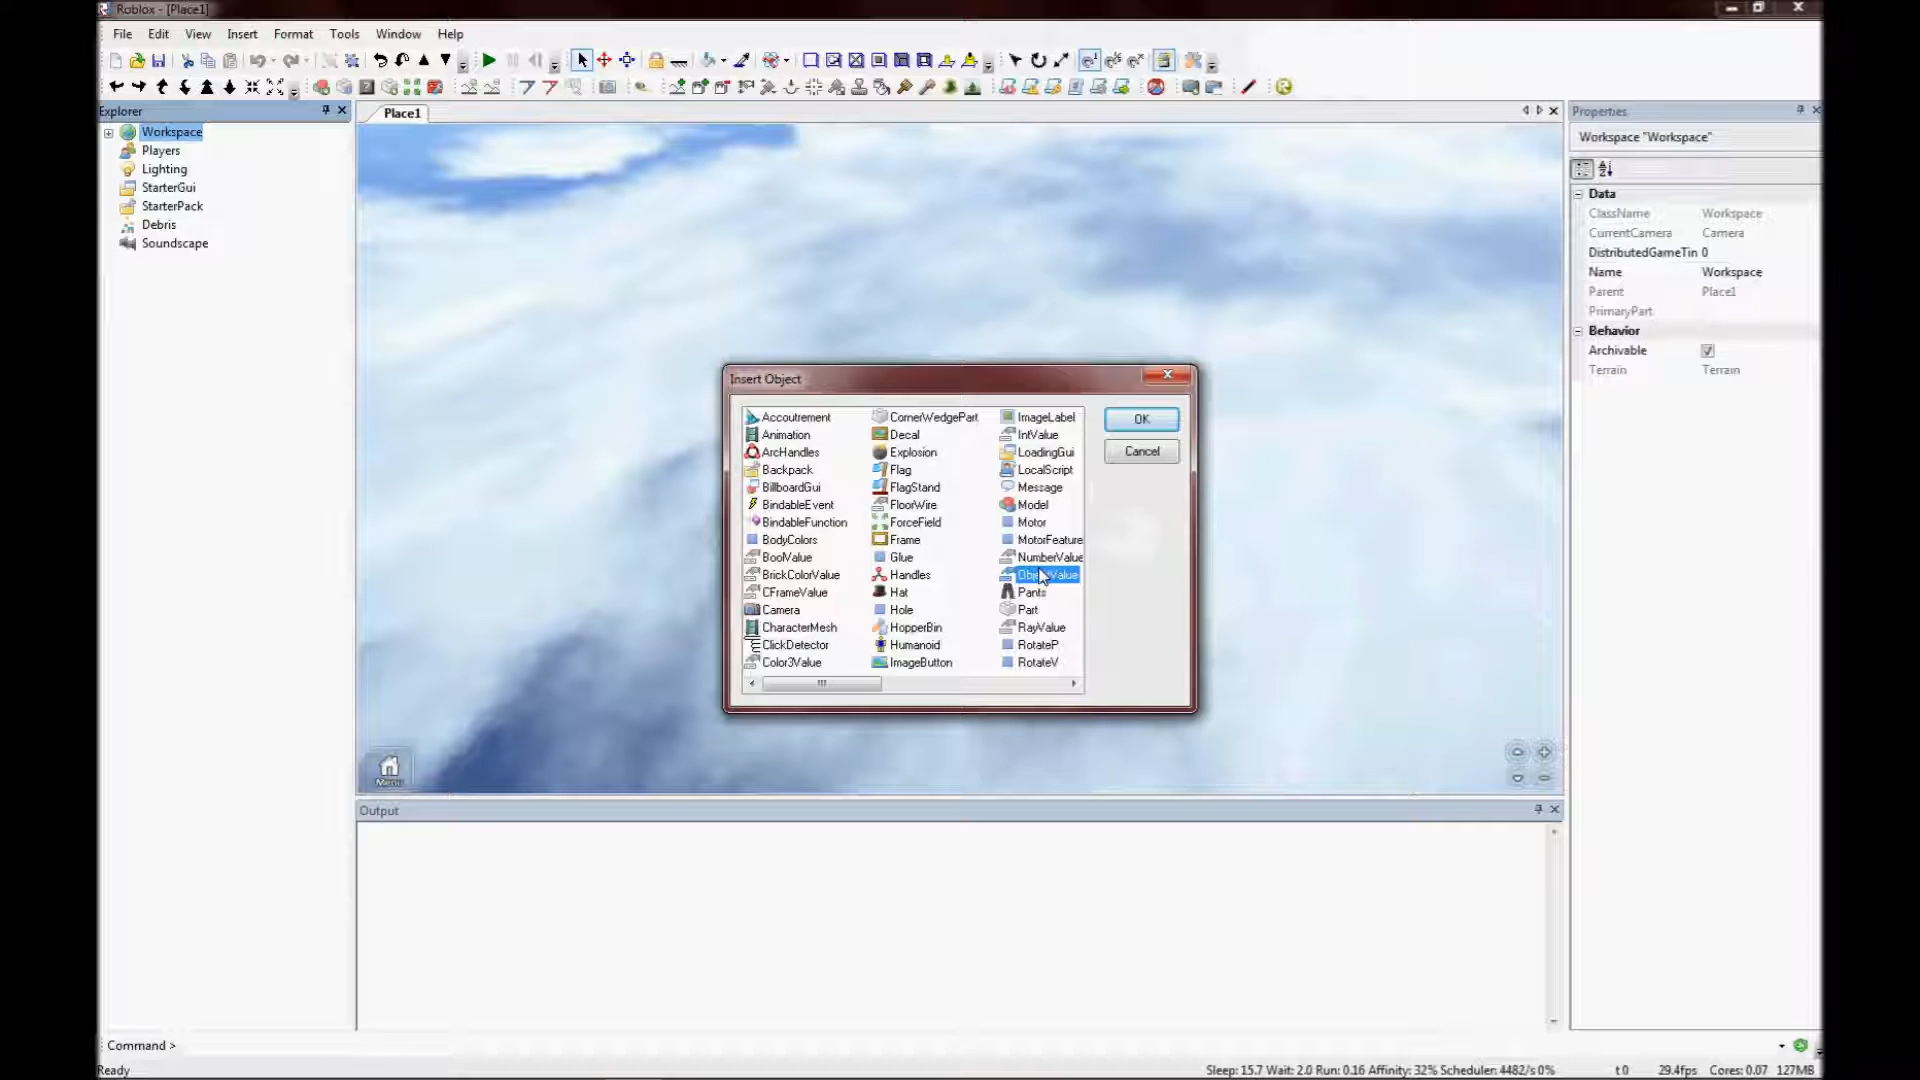 Roblox - [Place1]
File Edit View Insert Format Tools Window Help
Explorer
Workspace
Players
Lighting
StarterGui
StarterPack
Debris
Soundscape
Place1
Insert Object
Accoutrement
Animation
ArcHandles
Backpack
BillboardGui
BindableEvent
BindableFunction
BodyColors
BoolValue
BrickColorValue
CFrameValue
Camera
CharacterMesh
ClickDetector
Color3Value
CornerWedgePart
Decal
Explosion
Flag
FlagStand
FloorWire
ForceField
Frame
Glue
Handles
Hat
Hole
HopperBin
Humanoid
ImageButton
ImageLabel
IntValue
LoadingGui
LocalScript
Message
Model
Motor
MotorFeature
NumberValue
ObjectValue
Pants
Part
RayValue
RotateP
RotateV
OK
Cancel
Menu
Properties
Workspace "Workspace"
Data
ClassName Workspace
CurrentCamera Camera
DistributedGameTin 0
Name Workspace
Parent Place1
PrimaryPart
Behavior
Archivable
Terrain Terrain
Output
Command >
Ready
Sleep: 15.7 Wait: 2.0 Run: 0.16 Affinity: 32% Scheduler: 4482/s 0% t 0 29.4fps Cores: 0.07 127MB